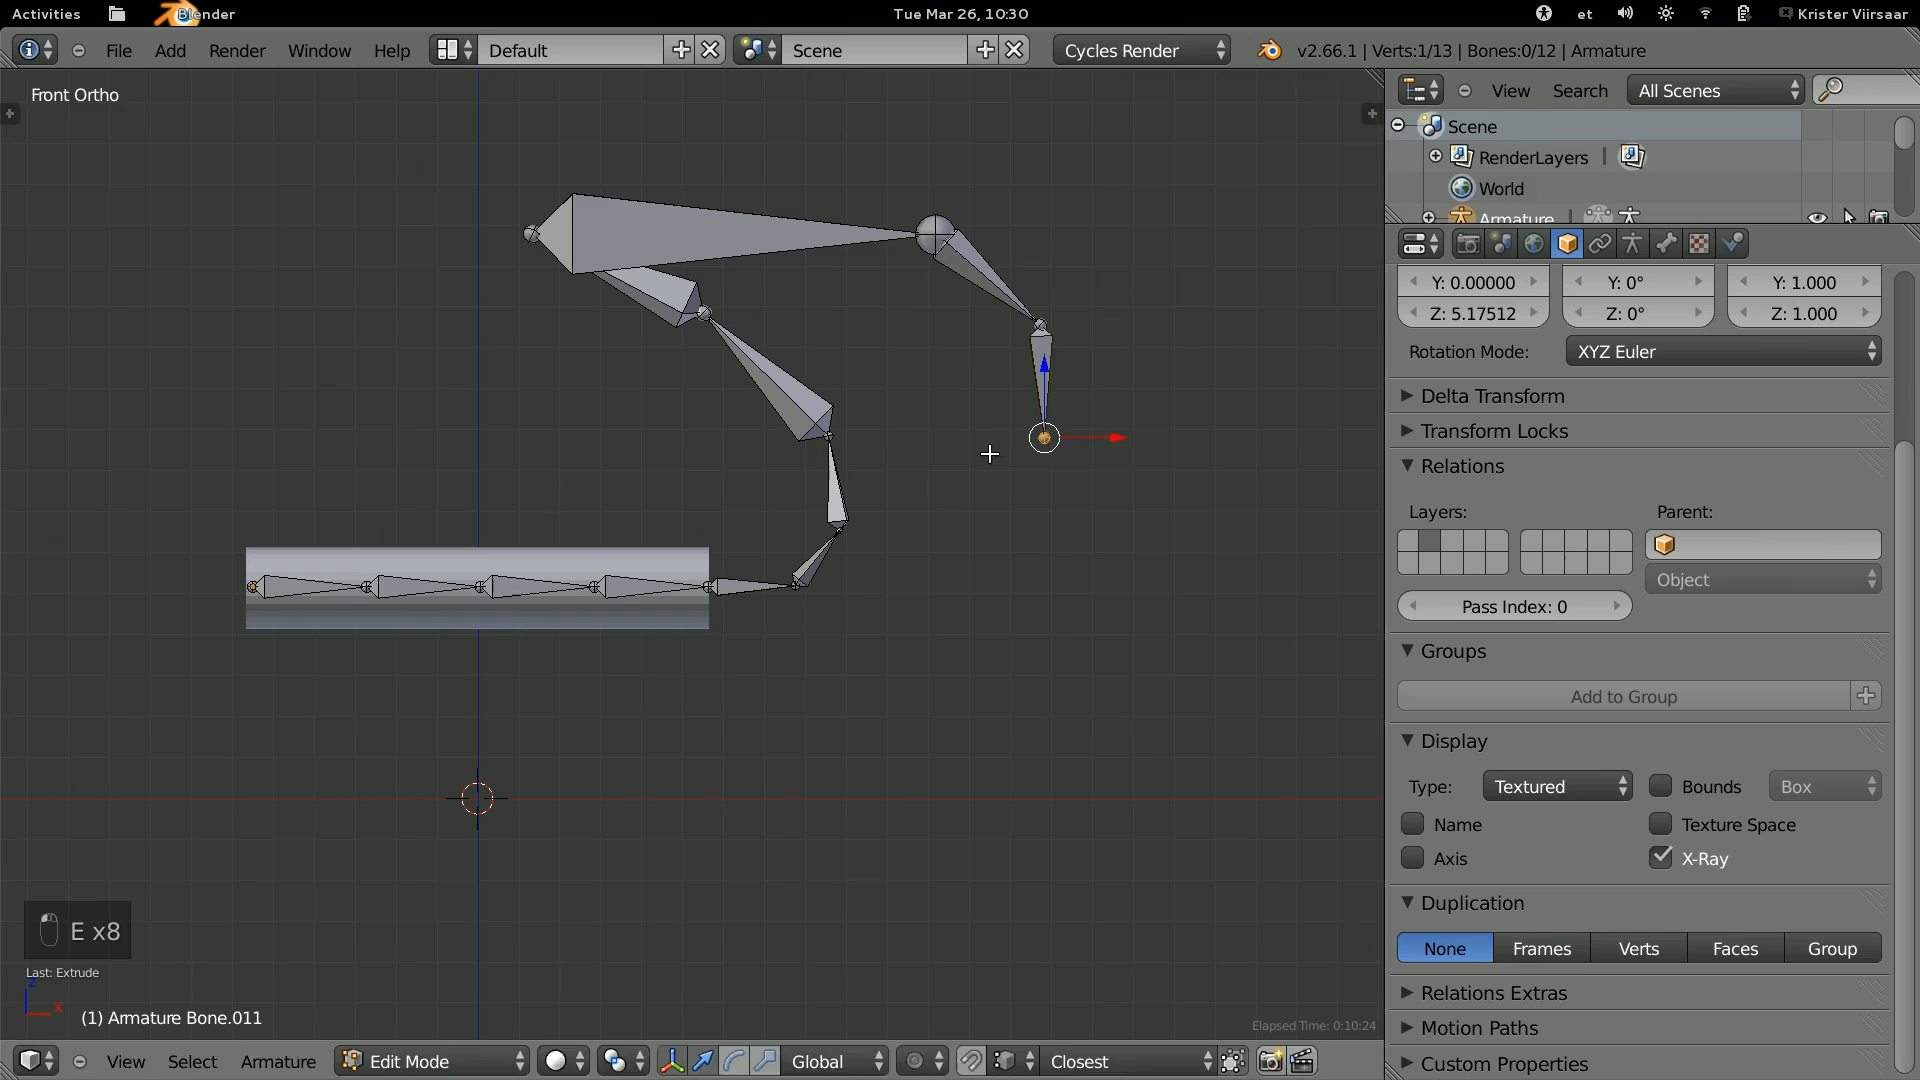 Activities Blender Tue Mar 26, 10:30 et Krister Viirsaar
File Add Render Window Help Default Scene Cycles Render v2.66.1 | Verts:1/13 | Bones:0/12 | Armature
Front Ortho
View Search All Scenes
Scene
RenderLayers
World
Armature
Y: 0.00000 Y: 0° Y: 1.000
Z: 5.17512 Z: 0° Z: 1.000
Rotation Mode: XYZ Euler
Delta Transform
Transform Locks
Relations
Layers: Parent:
Object
Pass Index: 0
Groups
Add to Group
Display
Type: Textured Bounds Box
Name Texture Space
Axis X-Ray
Duplication
None Frames Verts Faces Group
Relations Extras
Motion Paths
Custom Properties
E x8
Last: Extrude
z
x
(1) Armature Bone.011
Elapsed Time: 0:10:24
View Select Armature Edit Mode Global Closest